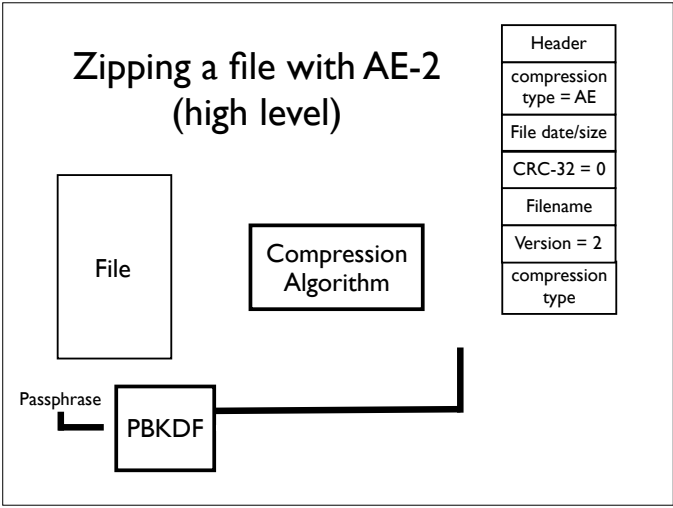 Zipping a file with AE-2
(high level)
Header
compression
type = AE
File date/size
CRC-32 = 0
Filename
Version = 2
compression
type
File
Compression
Algorithm
Passphrase
PBKDF